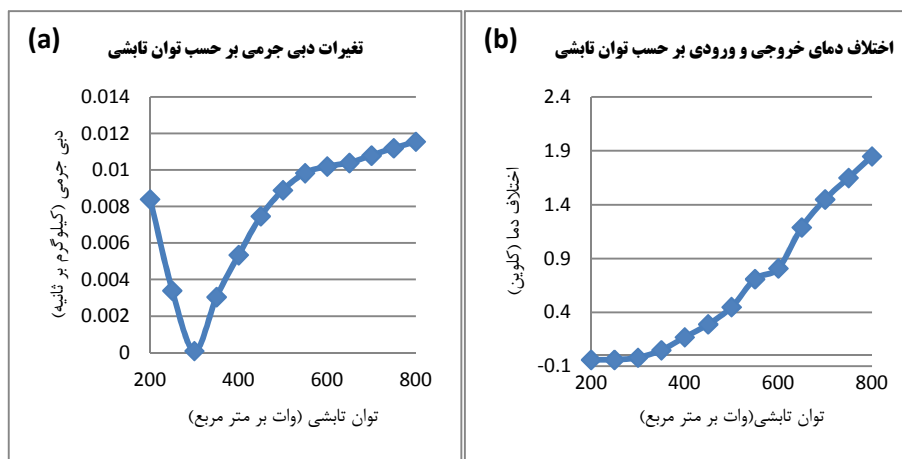 (a)
تغیرات دبی جرمی بر حسب توان تابشی
دبی جرمی (کیلوگرم بر ثانیه)
0.014
0.012
0.01
0.008
0.006
0.004
0.002
0
200
400
600
800
توان تابشی (وات بر متر مربع)
(b)
اختلاف دمای خروجی و ورودی بر حسب توان تابشی
اختلاف دما (کلوین)
2.4
1.9
1.4
0.9
0.4
-0.1
200
400
600
800
توان تابشی(وات بر متر مربع)